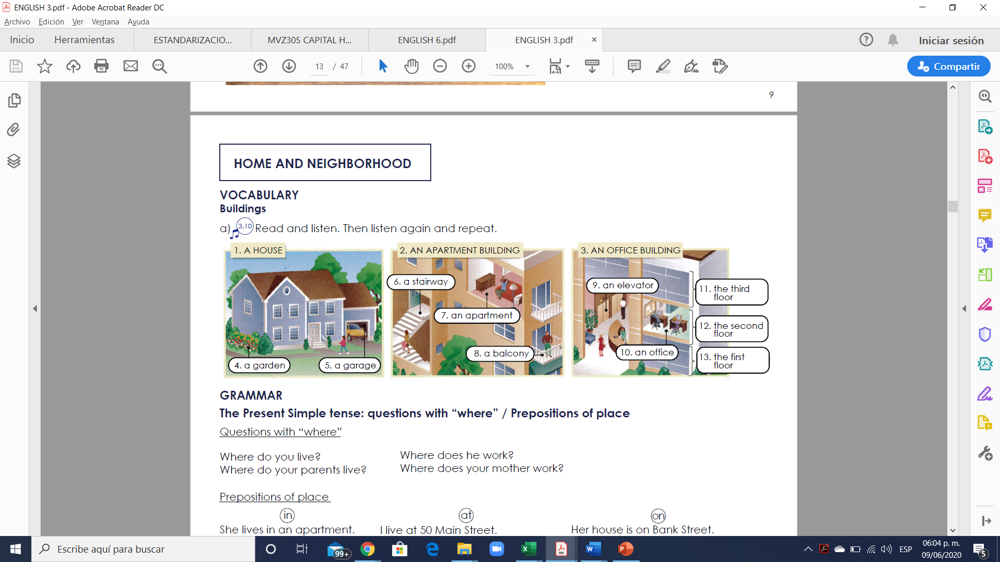 ENGLISH 3.pdf - Adobe Acrobat Reader DC
Archivo Edición Ver Ventana Ayuda
Inicio Herramientas ESTANDARIZACIO... MVZ305 CAPITAL H... ENGLISH 6.pdf ENGLISH 3.pdf × ? Iniciar sesión
13 / 47 100% Compartir
9
HOME AND NEIGHBORHOOD
VOCABULARY
Buildings
a) 3.10 Read and listen. Then listen again and repeat.
1. A HOUSE
4. a garden
5. a garage
2. AN APARTMENT BUILDING
6. a stairway
7. an apartment
8. a balcony
3. AN OFFICE BUILDING
9. an elevator
10. an office
11. the third
floor
12. the second
floor
13. the first
floor
GRAMMAR
The Present Simple tense: questions with “where” / Prepositions of place
Questions with “where”
Where do you live?
Where do your parents live?
Where does he work?
Where does your mother work?
Prepositions of place
in at on
She lives in an apartment. I live at 50 Main Street. Her house is on Bank Street.
Escribe aquí para buscar
99+
ESP
06:04 p. m.
09/06/2020
5